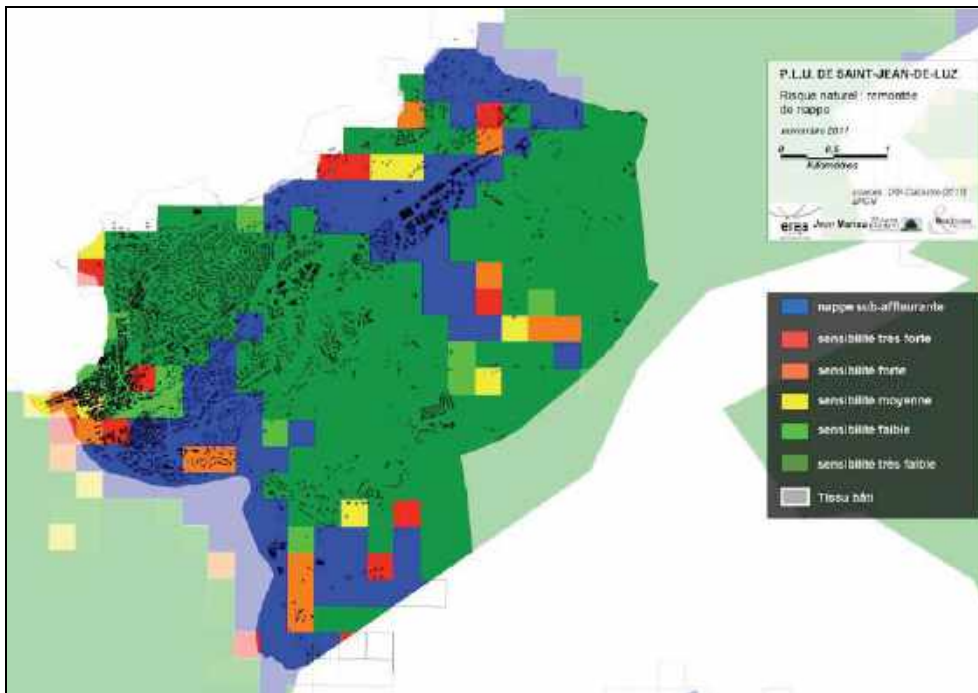 P.L.U. DE SAINT-JEAN-DE-LUZ
Risque naturel : remontée
de nappe
0 0,5 1
Kilomètres
erea
nappe sub-affleurante
sensibilité très forte
sensibilité forte
sensibilité moyenne
sensibilité faible
sensibilité très faible
Tissu bâti